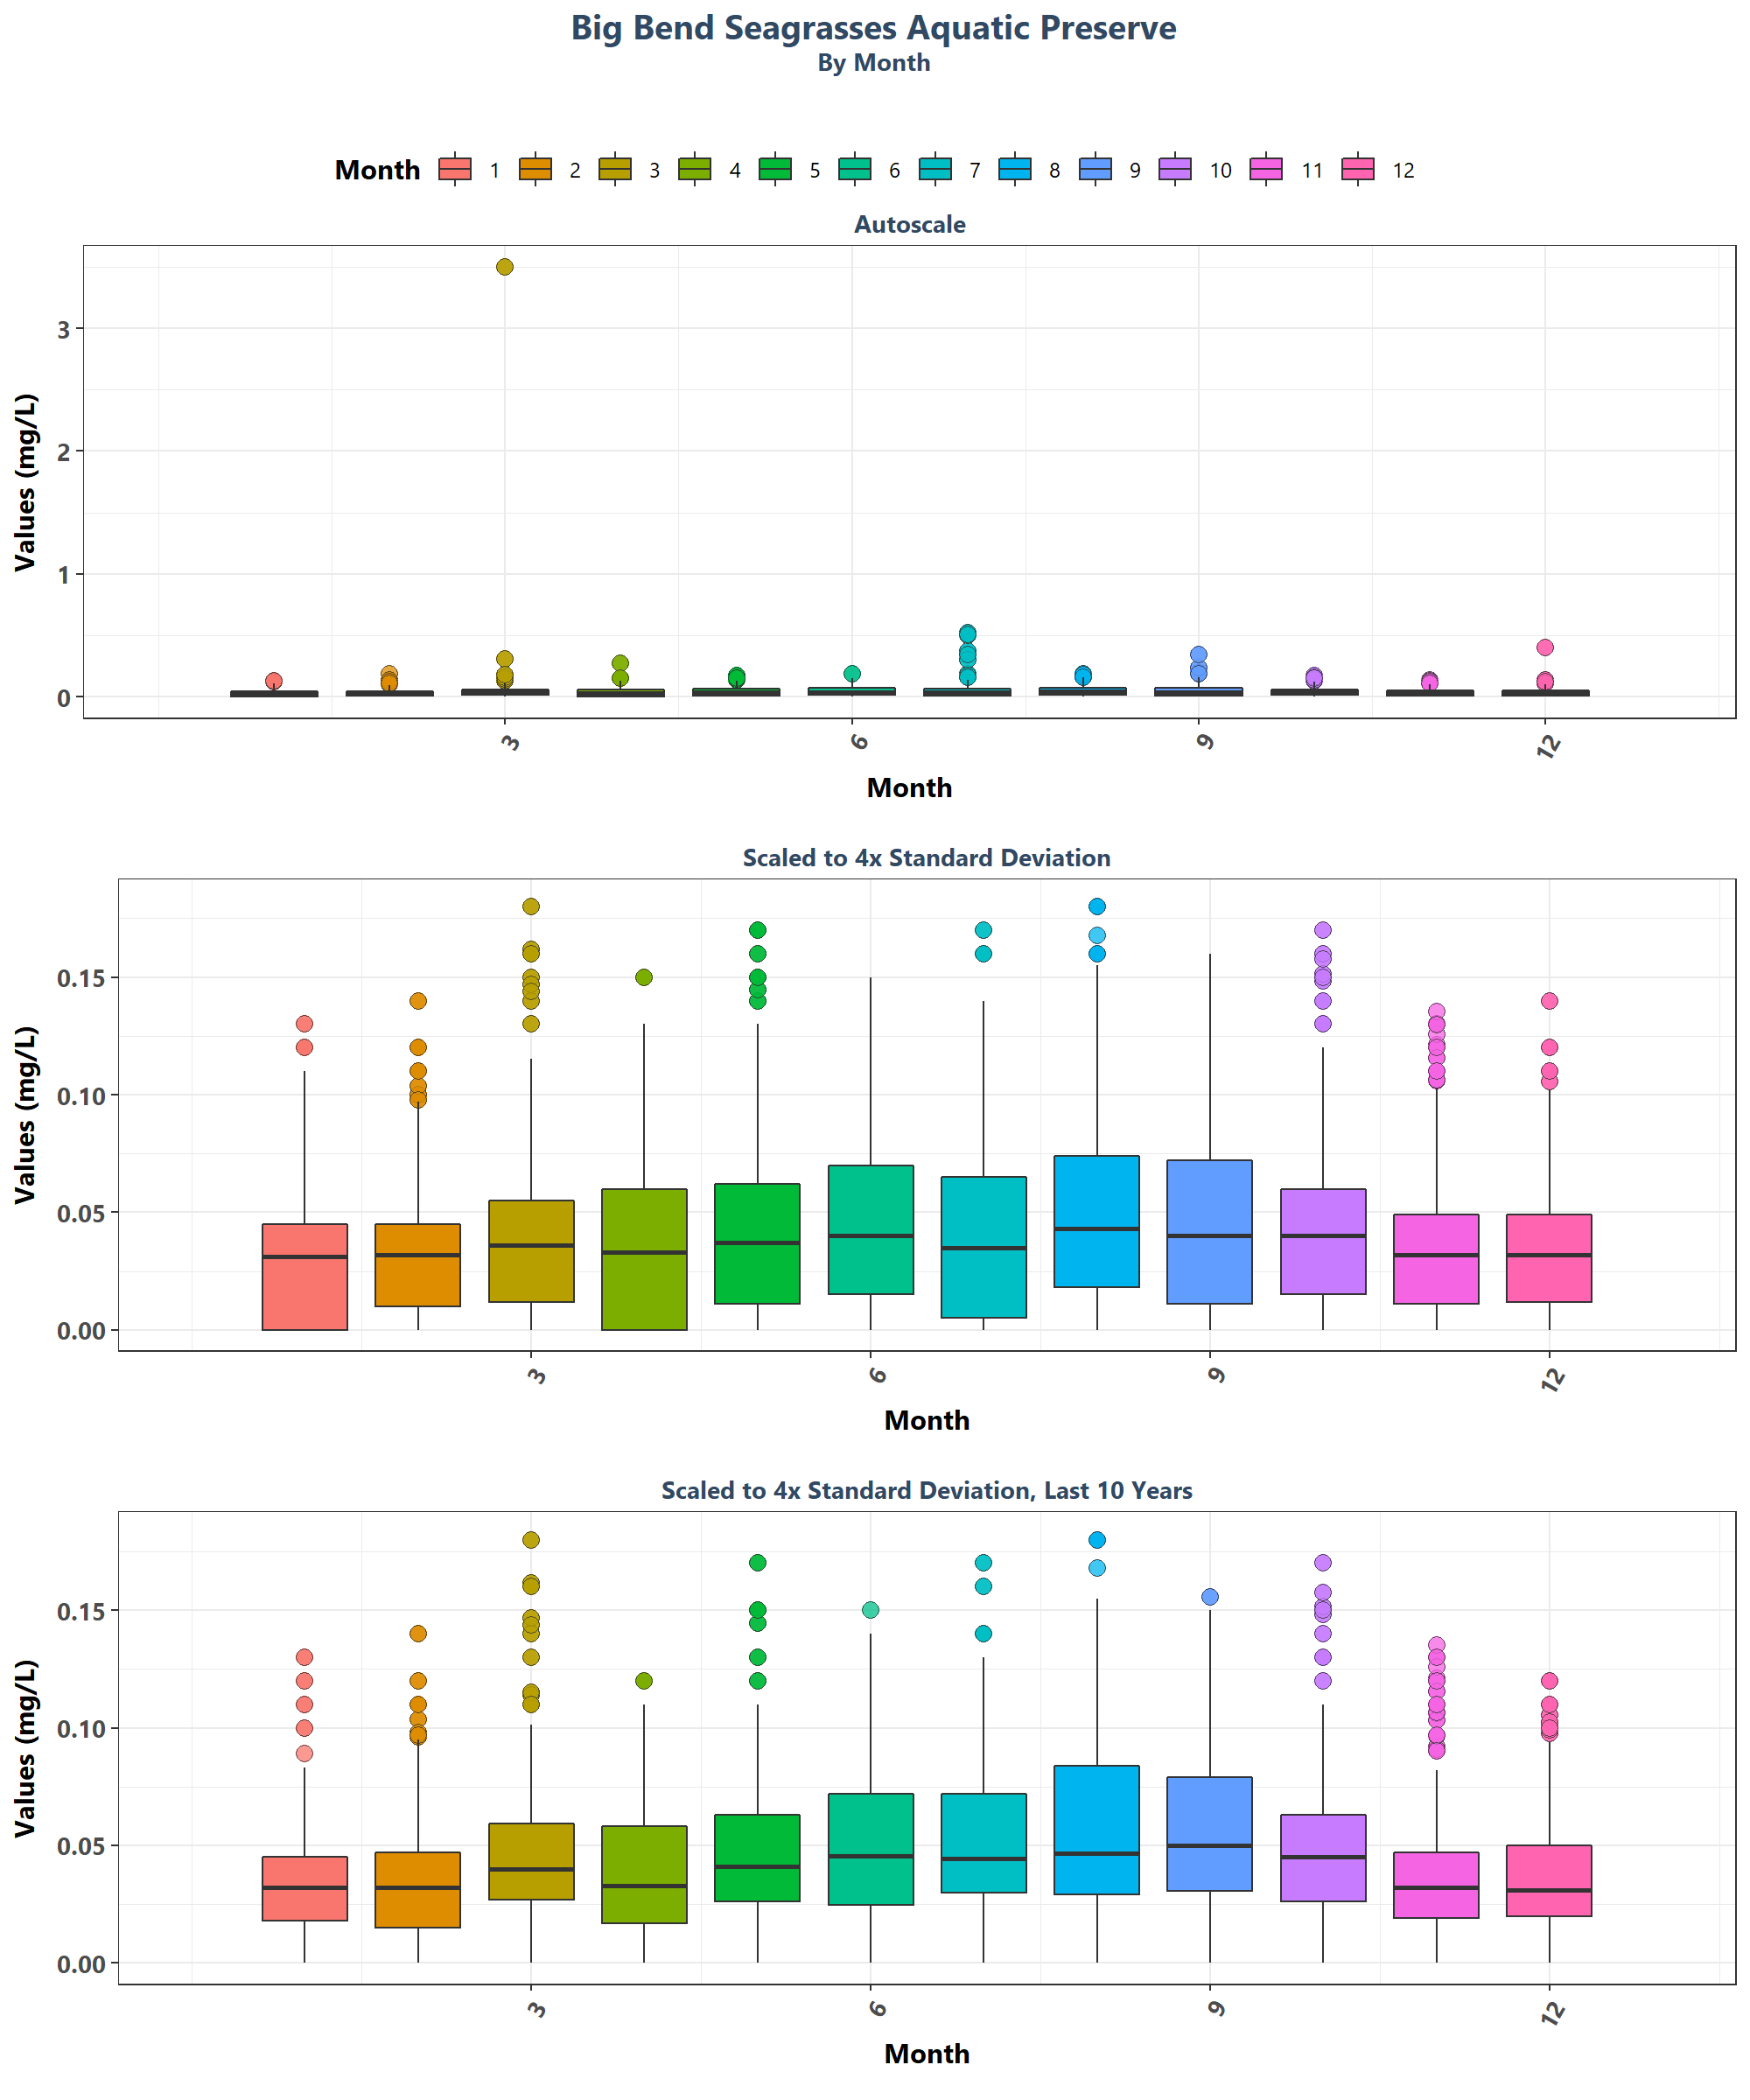 Big Bend Seagrasses Aquatic Preserve
By Month
Month 1 2 3 4 5 6 7 8 9 10 11 12
Autoscale
Values (mg/L)
3
2
1
0
3 6 9 12
Month
Scaled to 4x Standard Deviation
Values (mg/L)
0.15
0.10
0.05
0.00
3 6 9 12
Month
Scaled to 4x Standard Deviation, Last 10 Years
Values (mg/L)
0.15
0.10
0.05
0.00
3 6 9 12
Month